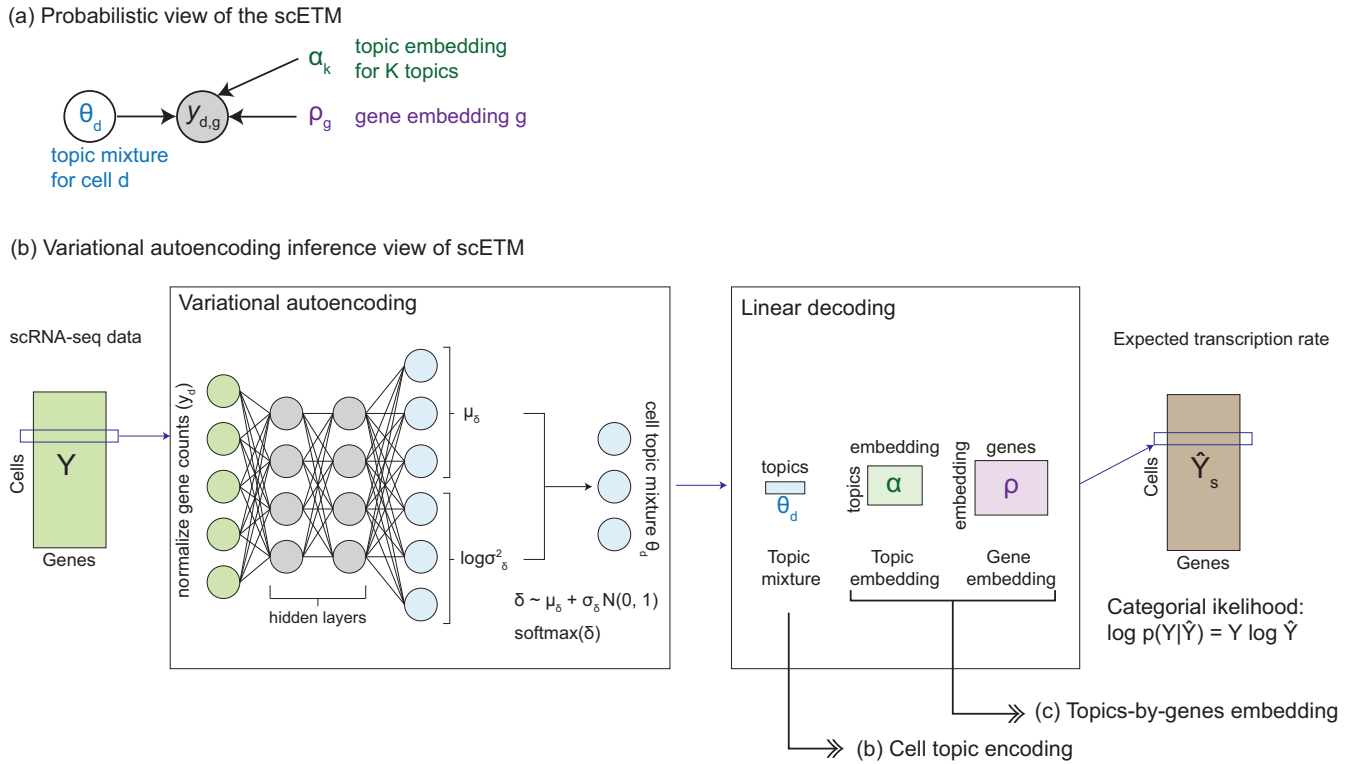 (a) Probabilistic view of the scETM
α_k
topic embedding
for K topics
θ_d
y_d,g
ρ_g
gene embedding g
topic mixture
for cell d
(b) Variational autoencoding inference view of scETM
scRNA-seq data
Cells
Y
Genes
Variational autoencoding
normalize gene counts (y_d)
hidden layers
μ_δ
logσ²_δ
cell topic mixture θ_p
δ ~ μ_δ + σ_δ N(0, 1)
softmax(δ)
Linear decoding
topics
θ_d
Topic
mixture
embedding
topics
α
Topic
embedding
genes
embedding
ρ
Gene
embedding
Expected transcription rate
Cells
Ŷ_s
Genes
Categorial ikelihood:
log p(Y|Ŷ) = Y log Ŷ
(c) Topics-by-genes embedding
(b) Cell topic encoding